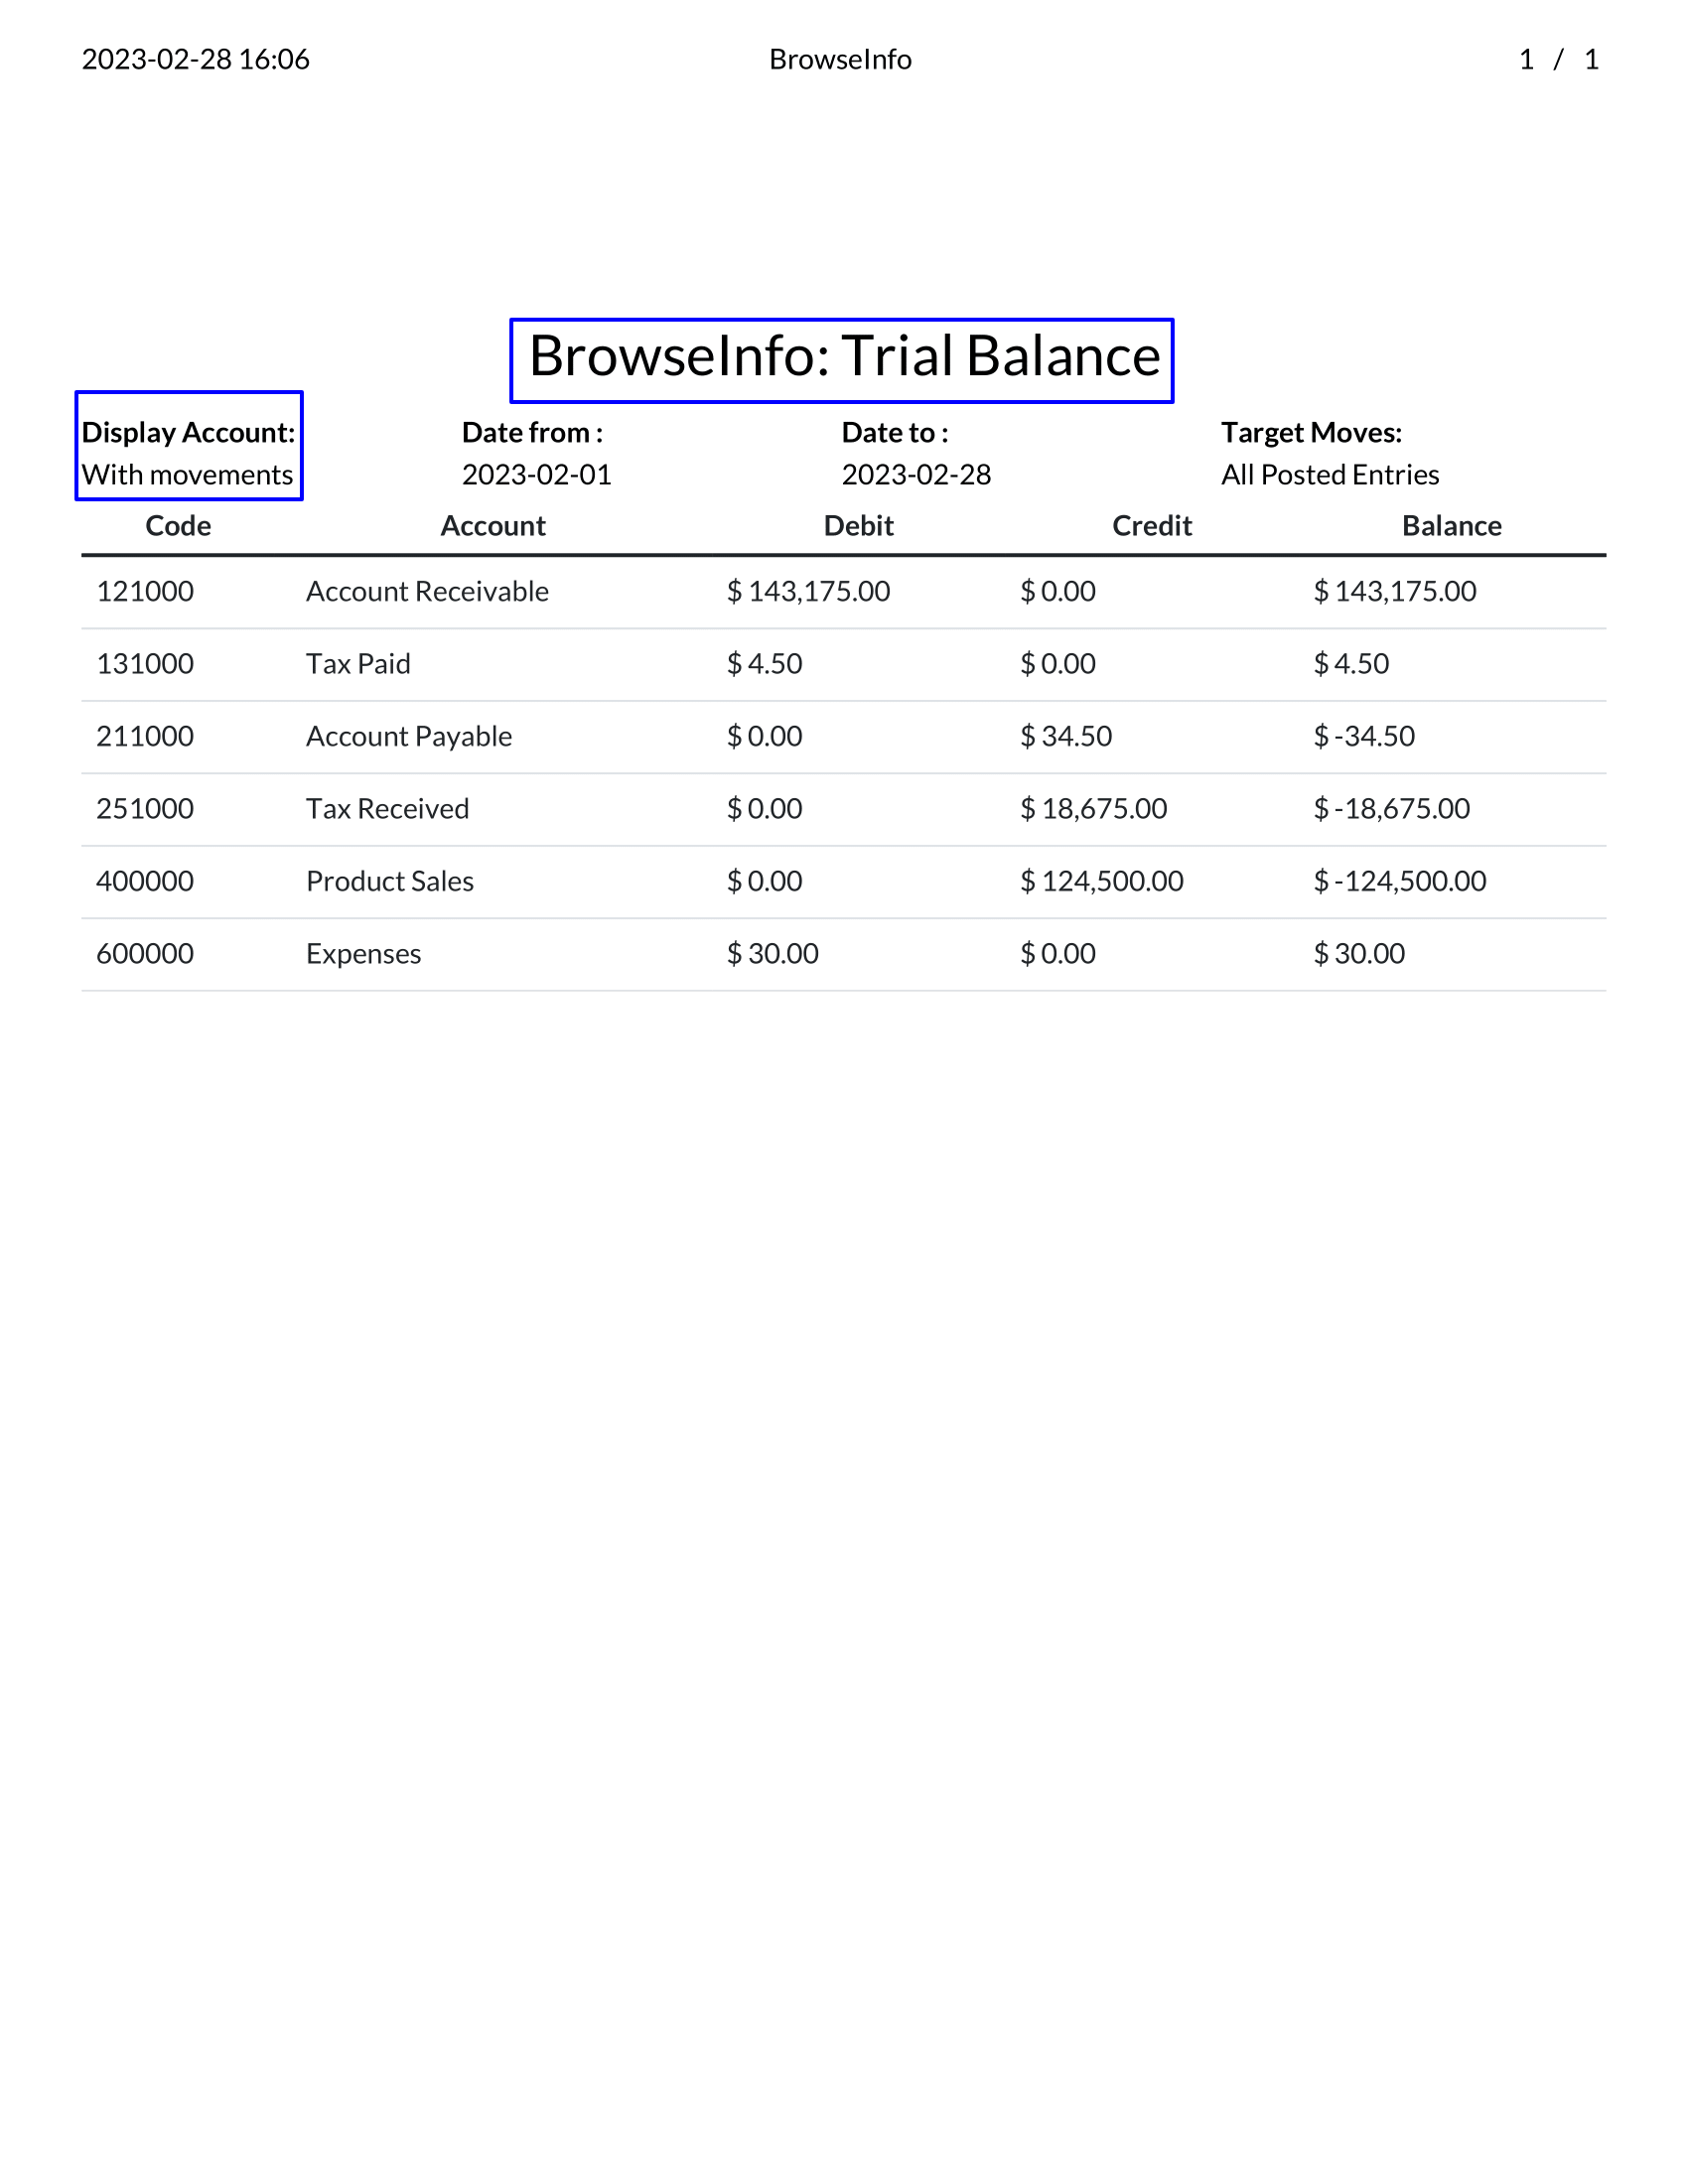 2023-02-28 16:06 BrowseInfo 1 / 1
BrowseInfo: Trial Balance
Display Account: Date from : Date to : Target Moves:
With movements 2023-02-01 2023-02-28 All Posted Entries
Code Account Debit Credit Balance
121000 Account Receivable $ 143,175.00 $ 0.00 $ 143,175.00
131000 Tax Paid $ 4.50 $ 0.00 $ 4.50
211000 Account Payable $ 0.00 $ 34.50 $ -34.50
251000 Tax Received $ 0.00 $ 18,675.00 $ -18,675.00
400000 Product Sales $ 0.00 $ 124,500.00 $ -124,500.00
600000 Expenses $ 30.00 $ 0.00 $ 30.00